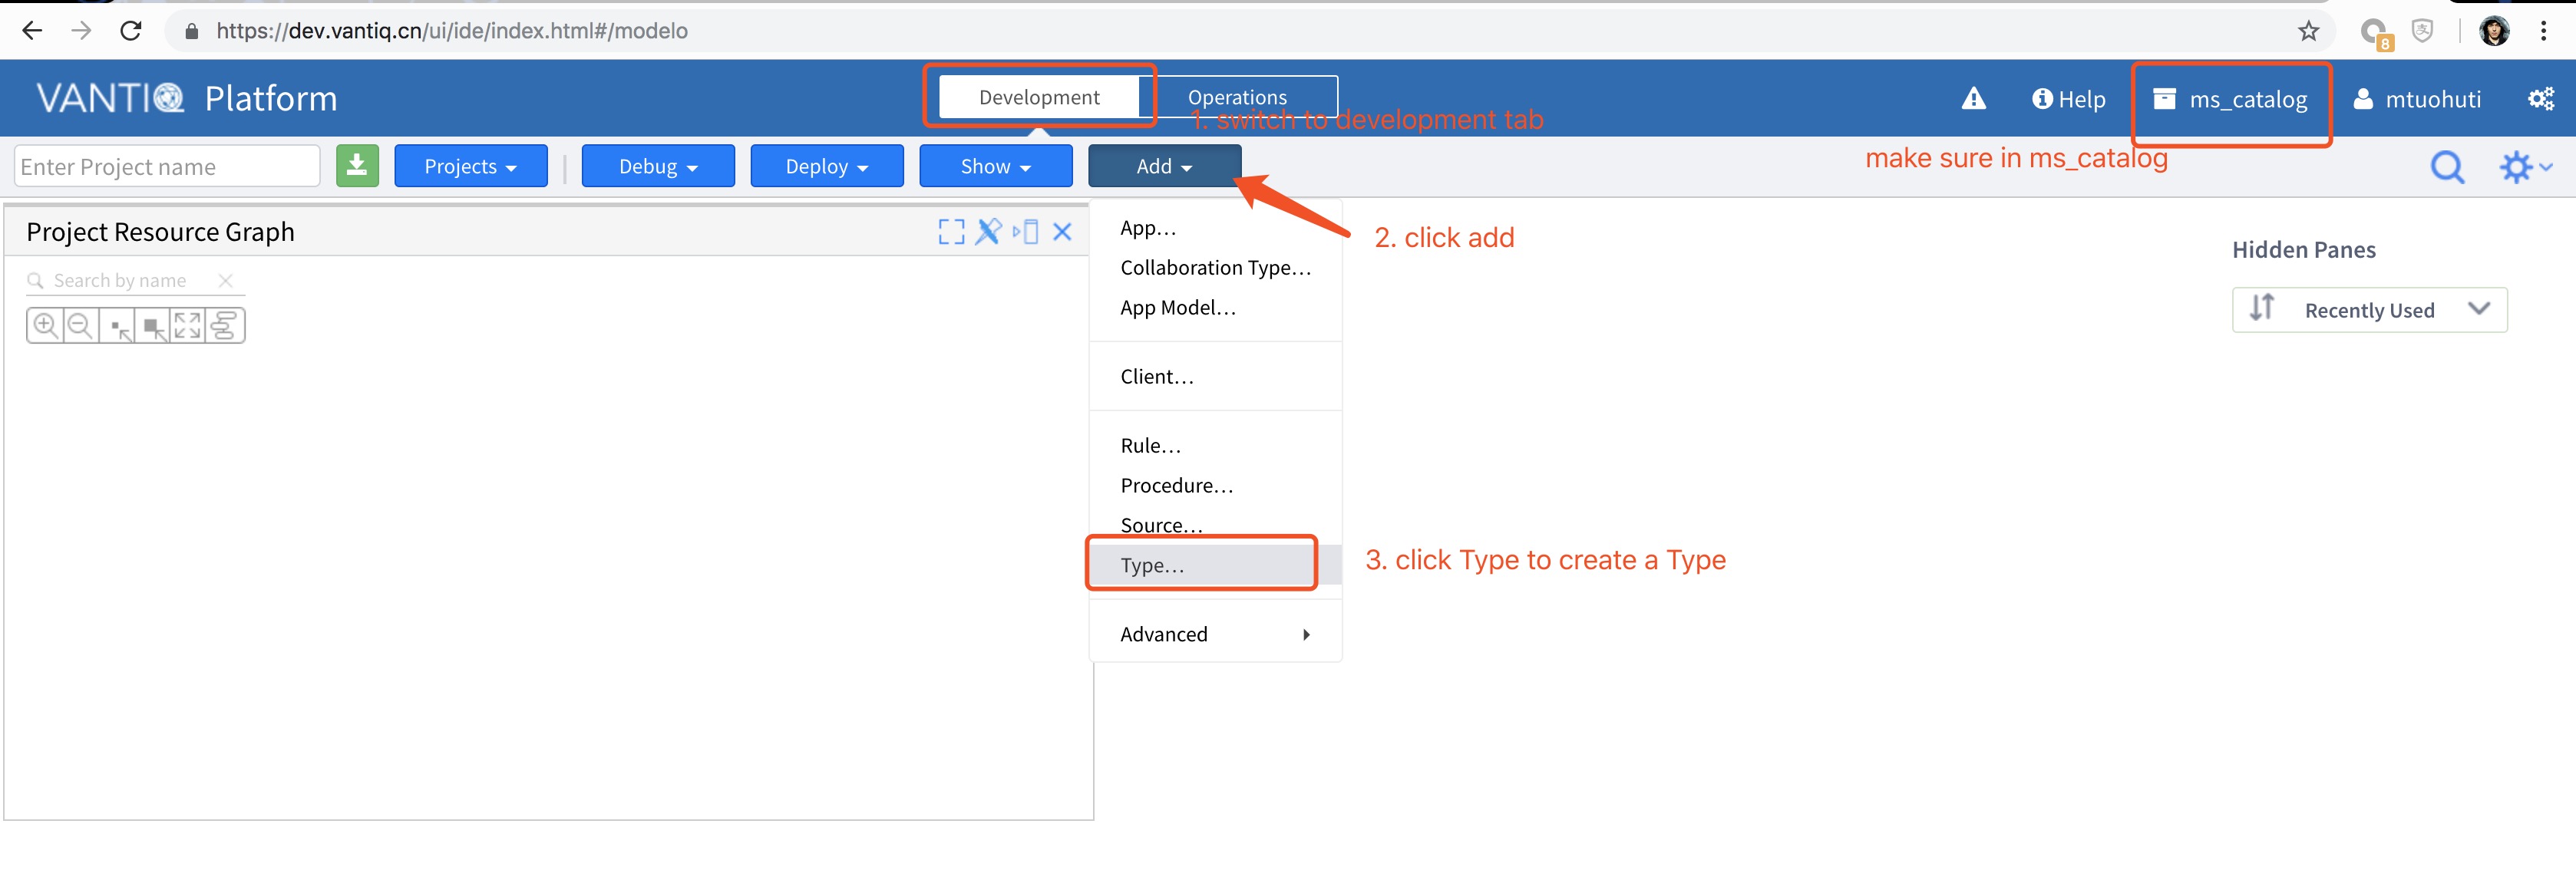 https://dev.vantiq.cn/ui/ide/index.html#/modelo
8
VANTIQ Platform
Development
Operations
Help
ms_catalog
mtuohuti
1. switch to development tab
make sure in ms_catalog
Enter Project name
Projects
Debug
Deploy
Show
Add
Project Resource Graph
Search by name
App...
Collaboration Type...
App Model...
Client...
Rule...
Procedure...
Source...
Type...
Advanced
2. click add
3. click Type to create a Type
Hidden Panes
Recently Used